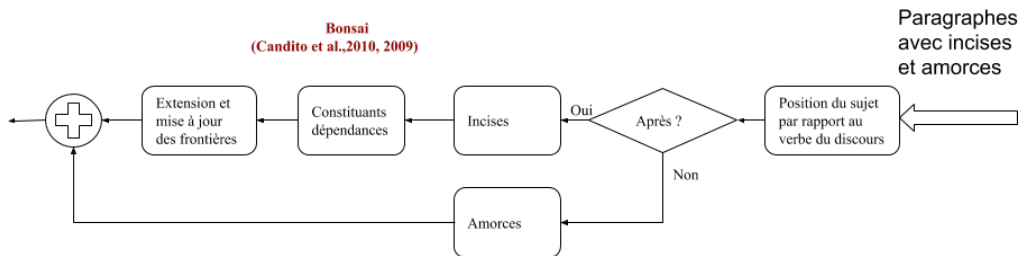 Bonsai
(Candito et al.,2010, 2009)
Paragraphes
avec incises
et amorces
Extension et
mise à jour
des frontières
Constituants
dépendances
Incises
Oui
Après ?
Position du sujet
par rapport au
verbe du discours
Non
Amorces